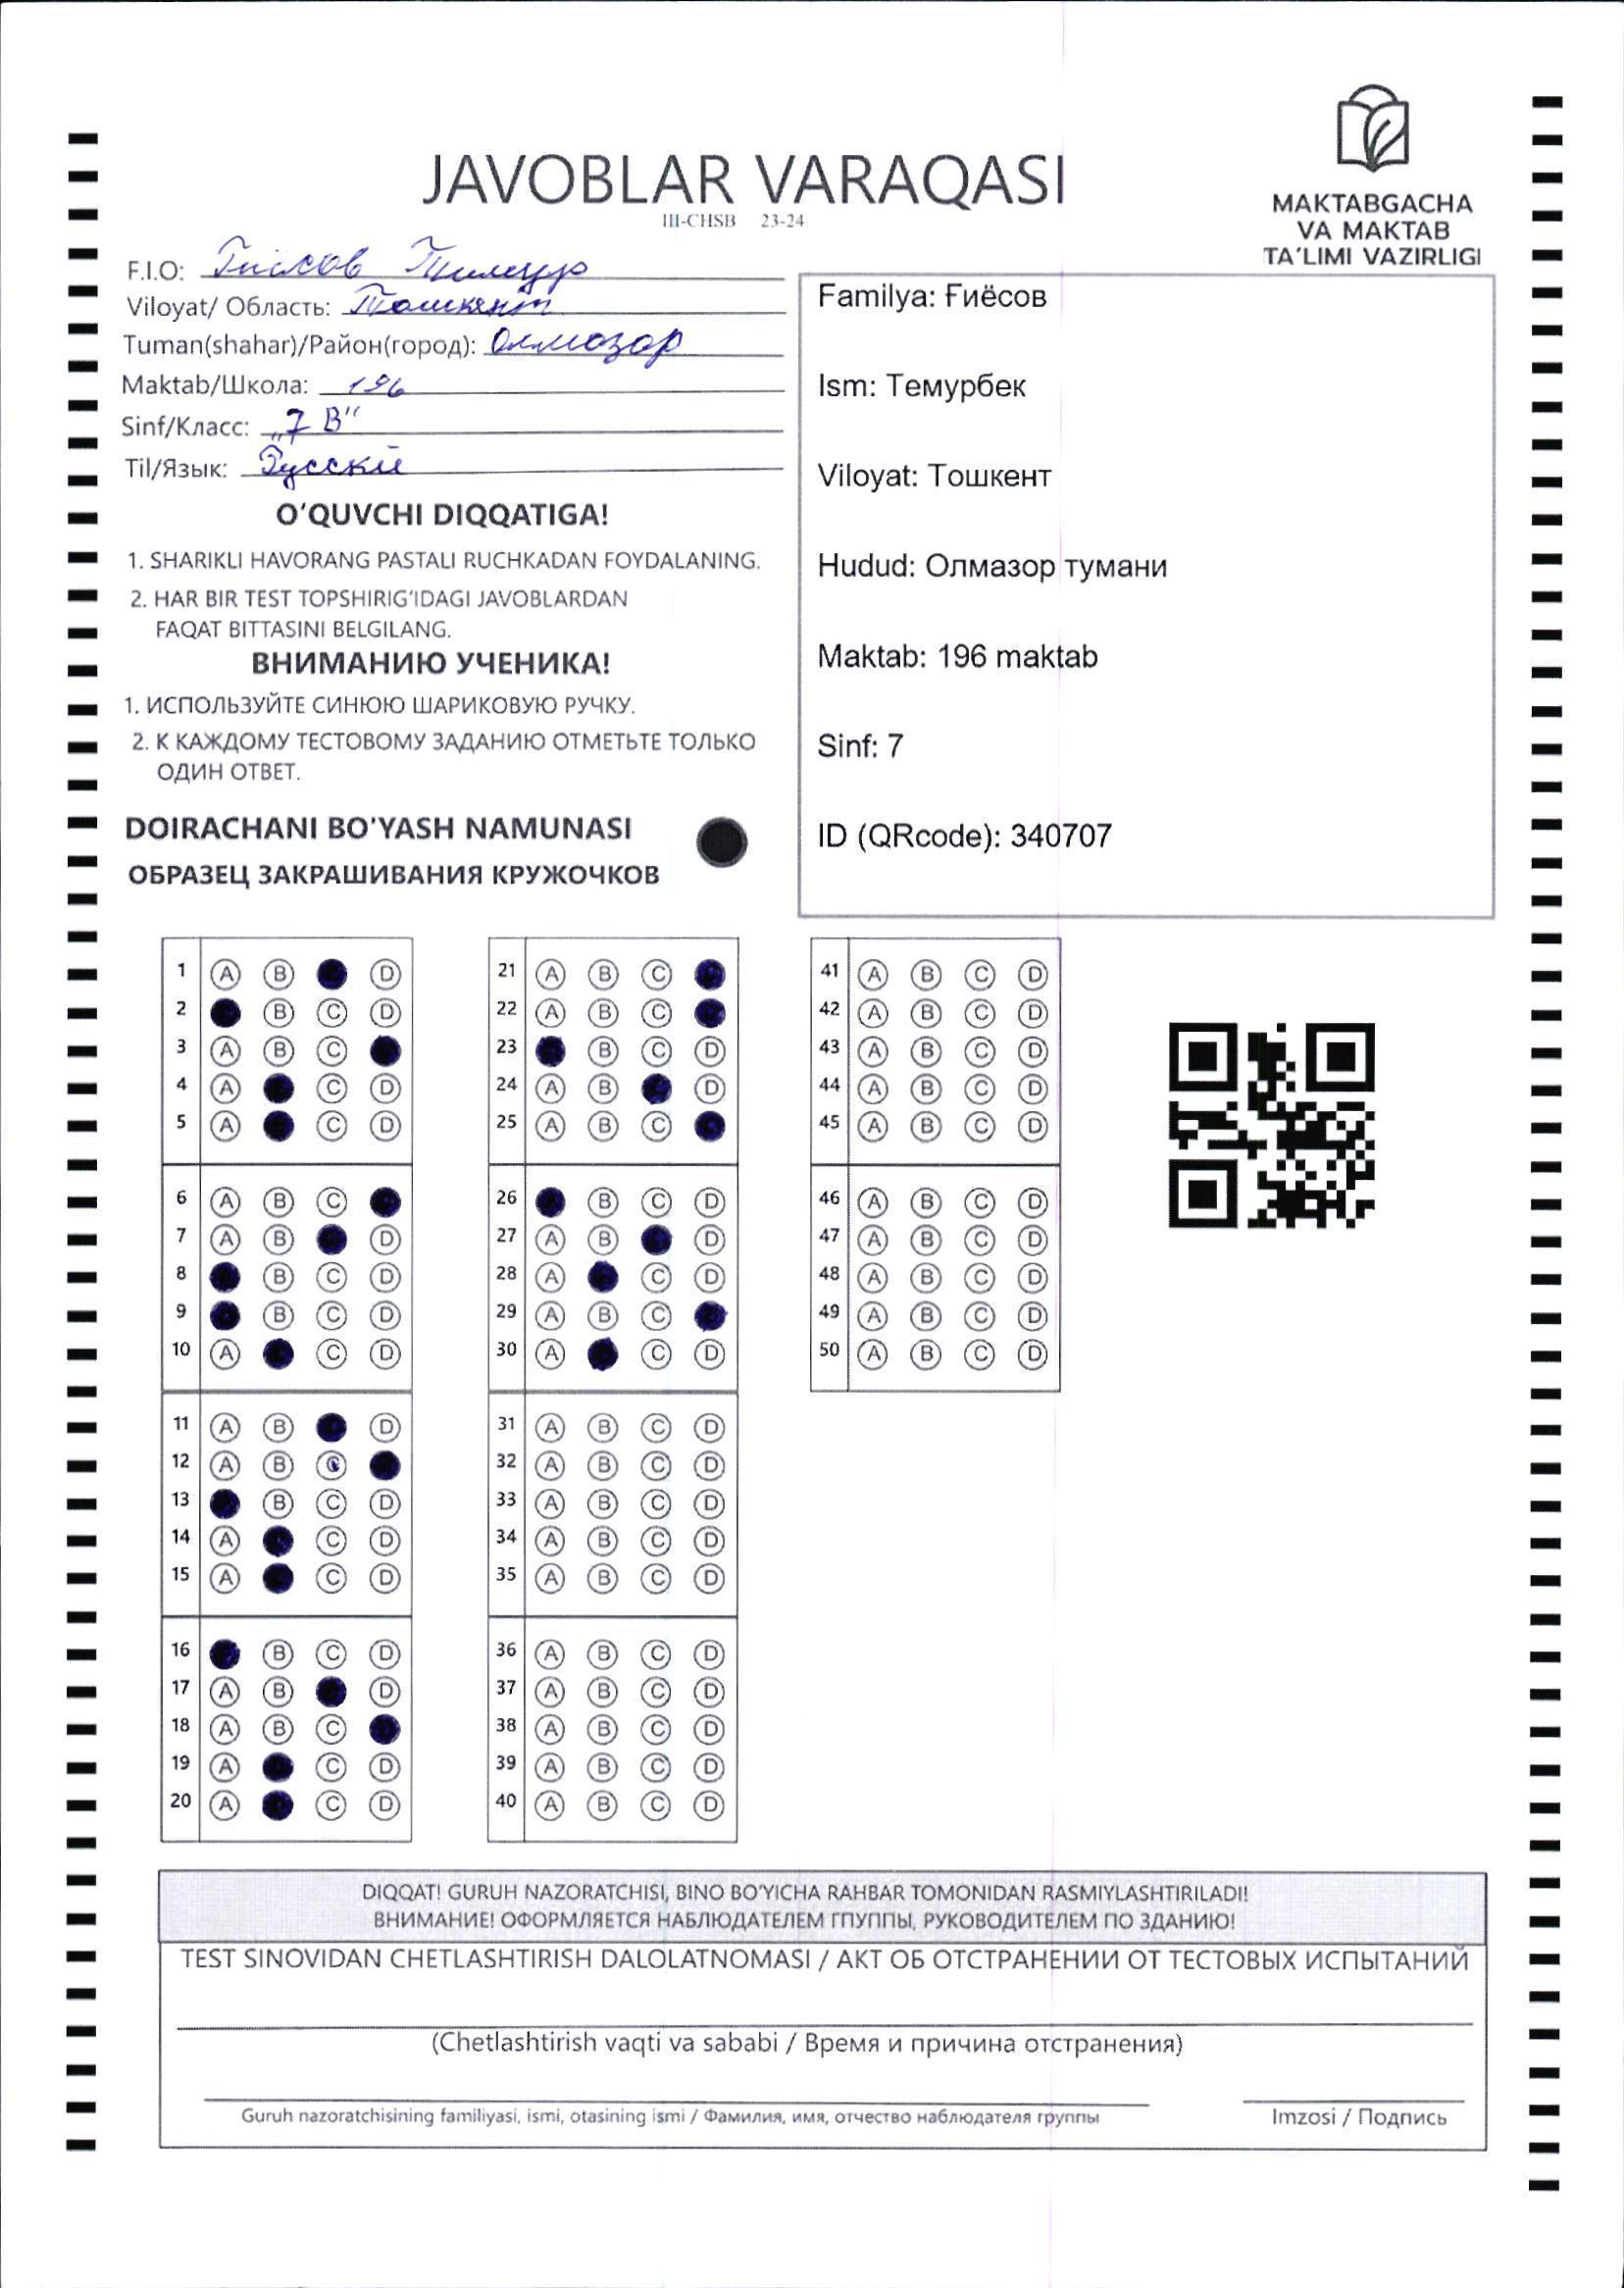 JAVOBLAR VARAQASI
III-CHSB 23-24
MAKTABGACHA
VA MAKTAB
TA'LIMI VAZIRLIGI
F.I.O: Гиясов Тимур
Viloyat/ Область: Ташкент
Tuman(shahar)/Район(город): Олмозор
Maktab/Школа: 196
Sinf/Класс: „7 В"
Til/Язык: Русскй
O'QUVCHI DIQQATIGA!
1. SHARIKLI HAVORANG PASTALI RUCHKADAN FOYDALANING.
2. HAR BIR TEST TOPSHIRIG'IDAGI JAVOBLARDAN
FAQAT BITTASINI BELGILANG.
ВНИМАНИЮ УЧЕНИКА!
1. ИСПОЛЬЗУЙТЕ СИНЮЮ ШАРИКОВУЮ РУЧКУ.
2. К КАЖДОМУ ТЕСТОВОМУ ЗАДАНИЮ ОТМЕТЬТЕ ТОЛЬКО
ОДИН ОТВЕТ.
DOIRACHANI BO'YASH NAMUNASI
ОБРАЗЕЦ ЗАКРАШИВАНИЯ КРУЖОЧКОВ
Familya: Ғиёсов
Ism: Темурбек
Viloyat: Тошкент
Hudud: Олмазор тумани
Maktab: 196 maktab
Sinf: 7
ID (QRcode): 340707
1 A B D
2 B C D
3 A B C
4 A C D
5 A C D
6 A B C
7 A B D
8 B C D
9 B C D
10 A C D
11 A B D
12 A B C
13 B C D
14 A C D
15 A C D
16 B C D
17 A B D
18 A B C
19 A C D
20 A C D
21 A B C
22 A B C
23 B C D
24 A B D
25 A B C
26 B C D
27 A B D
28 A C D
29 A B C
30 A C D
31 A B C D
32 A B C D
33 A B C D
34 A B C D
35 A B C D
36 A B C D
37 A B C D
38 A B C D
39 A B C D
40 A B C D
41 A B C D
42 A B C D
43 A B C D
44 A B C D
45 A B C D
46 A B C D
47 A B C D
48 A B C D
49 A B C D
50 A B C D
DIQQAT! GURUH NAZORATCHISI, BINO BO'YICHA RAHBAR TOMONIDAN RASMIYLASHTIRILADI!
ВНИМАНИЕ! ОФОРМЛЯЕТСЯ НАБЛЮДАТЕЛЕМ ГПУППЫ, РУКОВОДИТЕЛЕМ ПО ЗДАНИЮ!
TEST SINOVIDAN CHETLASHTIRISH DALOLATNOMASI / АКТ ОБ ОТСТРАНЕНИИ ОТ ТЕСТОВЫХ ИСПЫТАНИЙ
(Chetlashtirish vaqti va sababi / Время и причина отстранения)
Guruh nazoratchisining familiyasi, ismi, otasining ismi / Фамилия, имя, отчество наблюдателя группы
Imzosi / Подпись